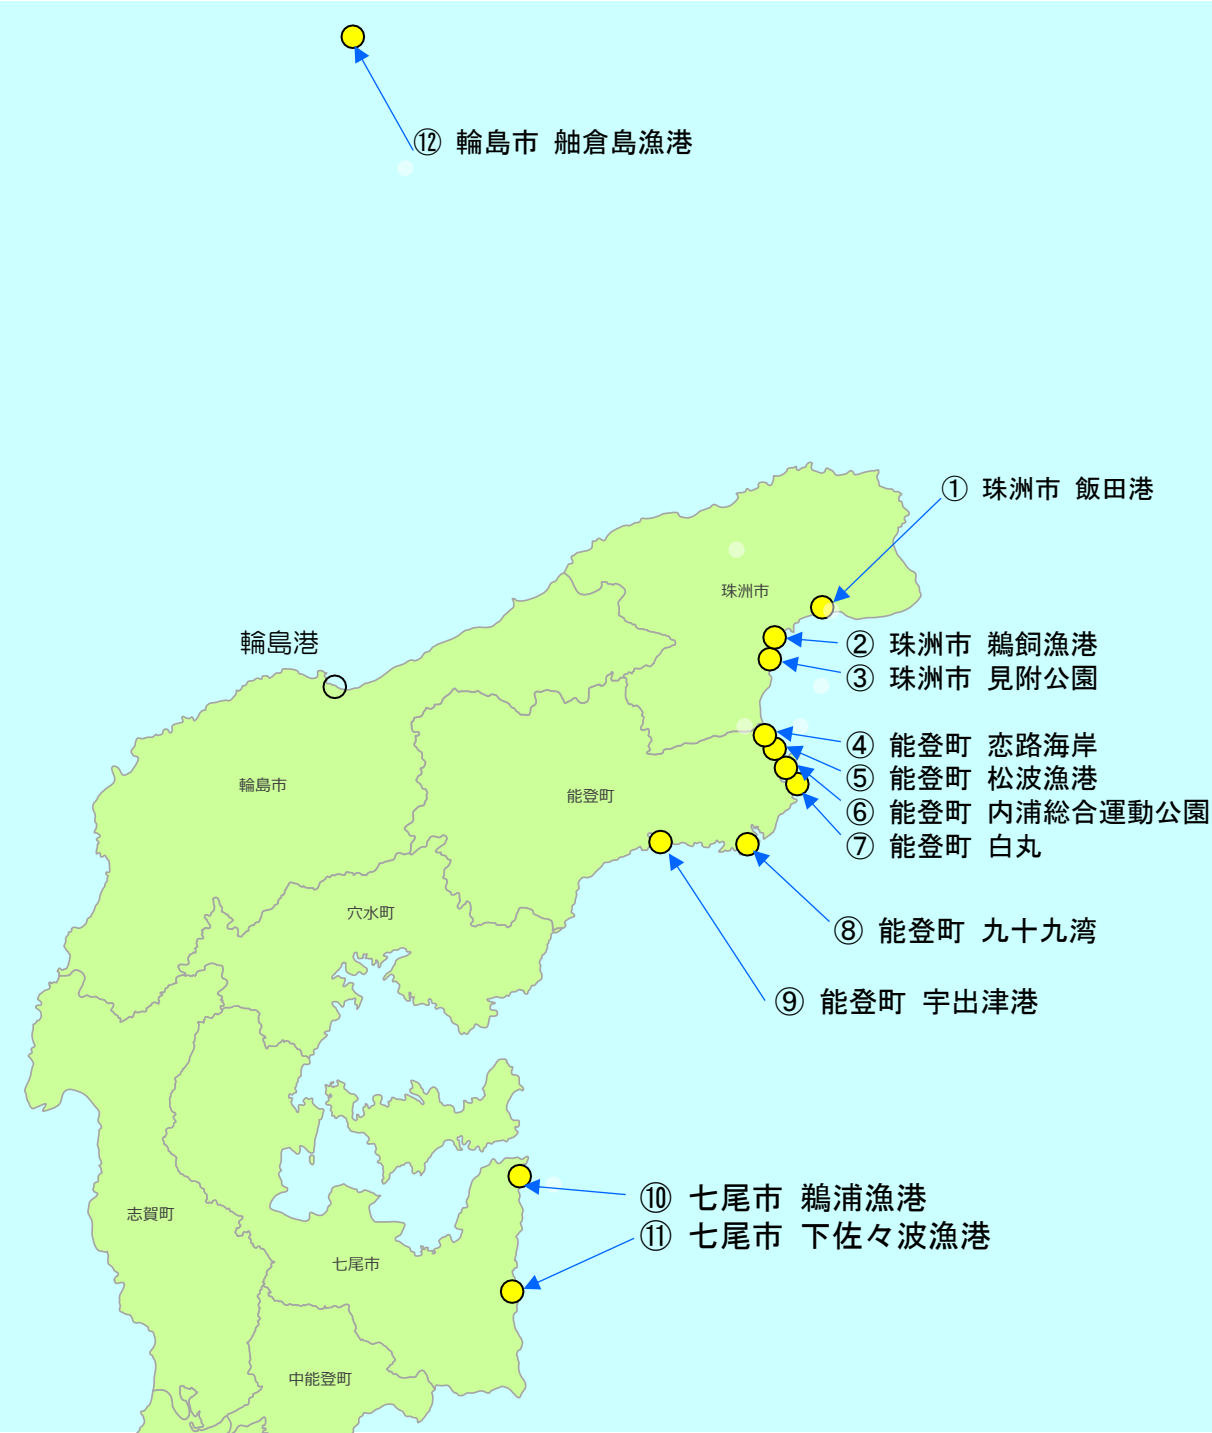 ⑫ 輪島市 舳倉島漁港
① 珠洲市 飯田港
珠洲市
輪島港
② 珠洲市 鵜飼漁港
③ 珠洲市 見附公園
④ 能登町 恋路海岸
⑤ 能登町 松波漁港
⑥ 能登町 内浦総合運動公園
⑦ 能登町 白丸
輪島市
能登町
穴水町
⑧ 能登町 九十九湾
⑨ 能登町 宇出津港
⑩ 七尾市 鵜浦漁港
⑪ 七尾市 下佐々波漁港
志賀町
七尾市
中能登町